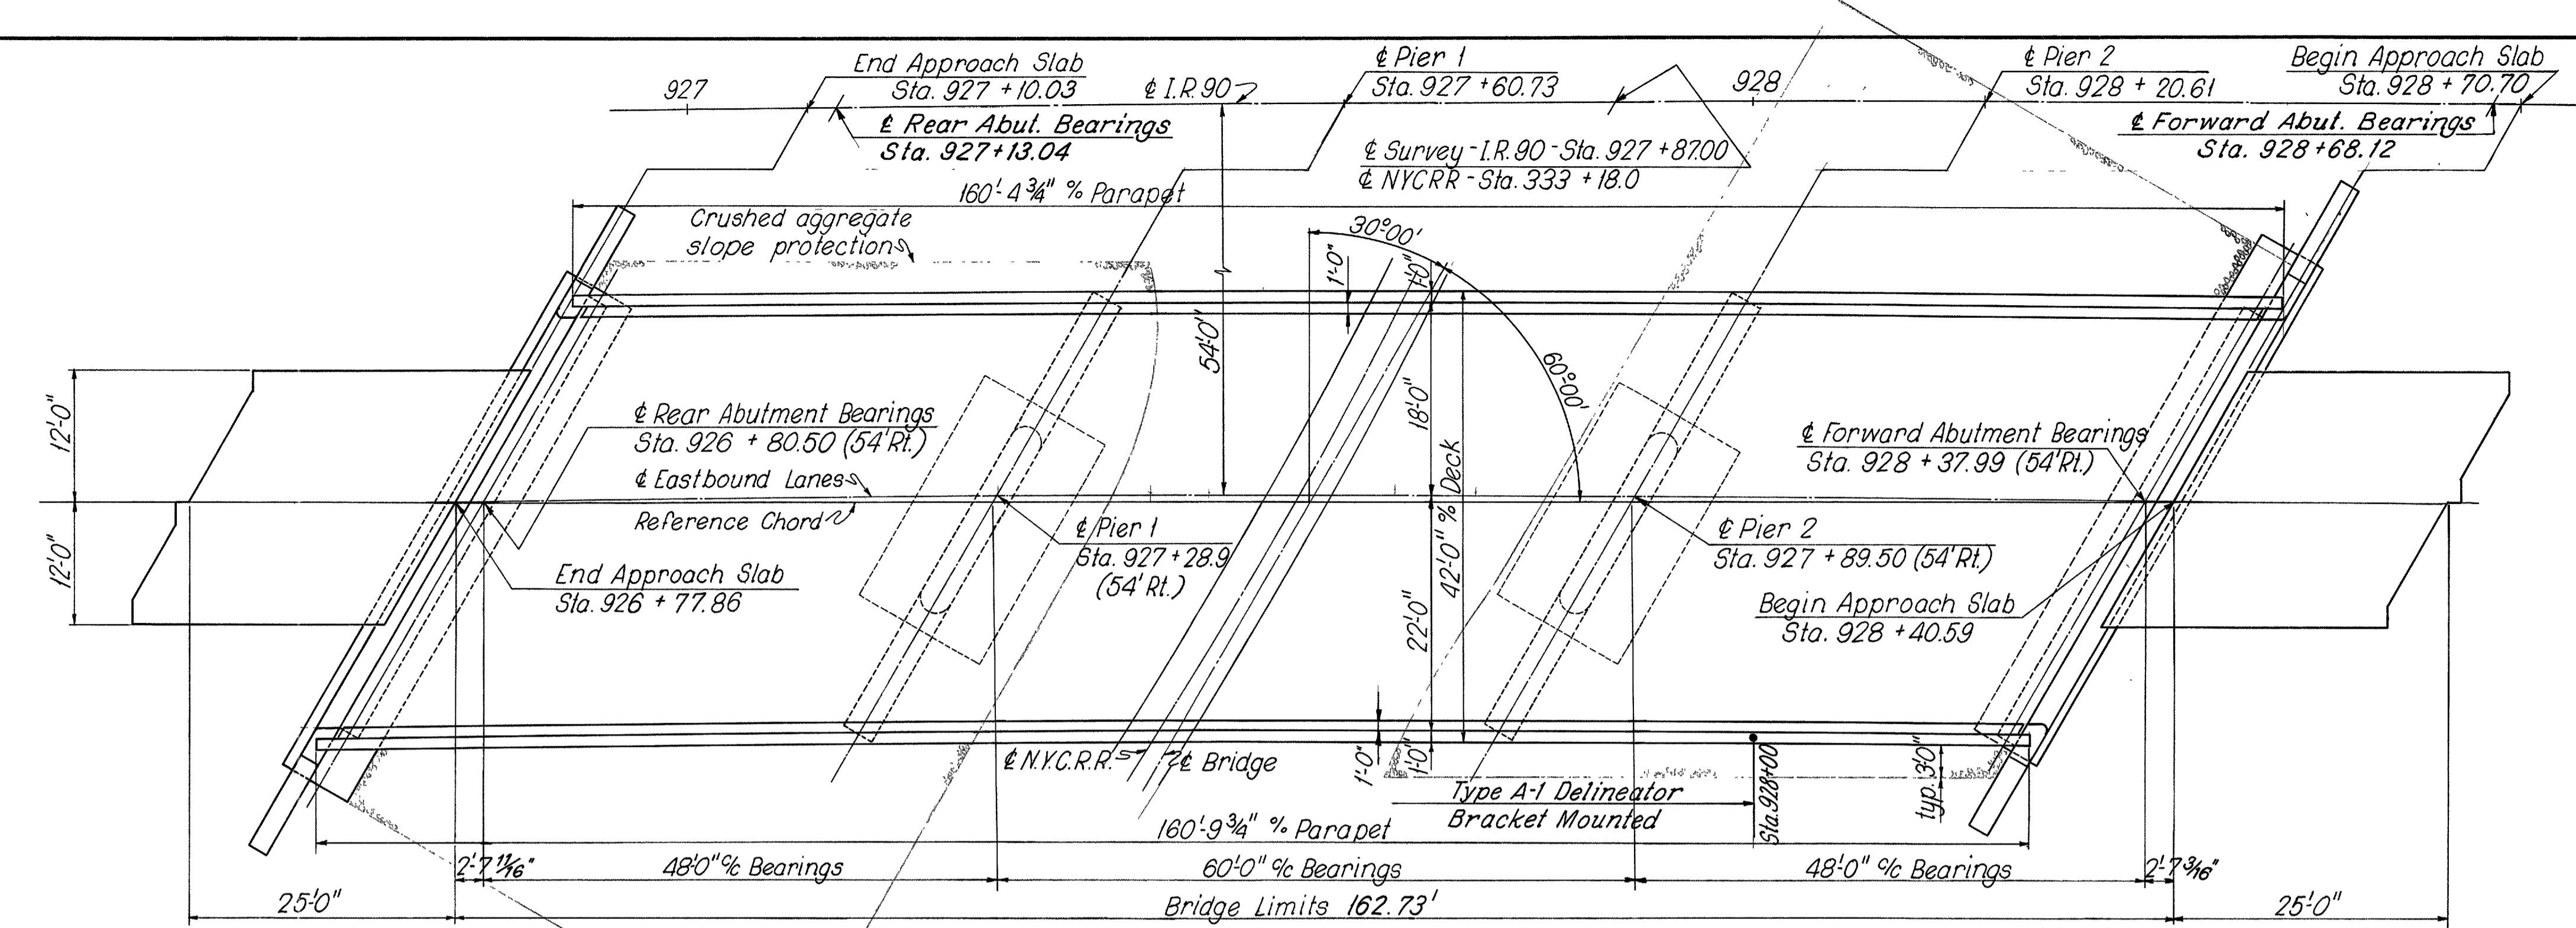 927
End Approach Slab
Sta. 927 +10.03
℄ Rear Abut. Bearings
Sta. 927+13.04
℄ I.R.90
℄ Pier 1
Sta. 927 +60.73
928
℄ Survey-I.R.90-Sta. 927 +87.00
℄ NYCRR-Sta. 333 +18.0
℄ Pier 2
Sta. 928 + 20.61
Begin Approach Slab
Sta. 928 +70.70
℄ Forward Abut. Bearings
Sta. 928+68.12
160'-4 3/4" % Parapet
Crushed aggregate
slope protection
30°00'
1'-0"
1'-0"
54'-0"
60°00'
18'-0"
42'-0" % Deck
12'-0"
12'-0"
℄ Rear Abutment Bearings
Sta. 926 + 80.50 (54'Rt.)
℄ Eastbound Lanes
Reference Chord
℄ Forward Abutment Bearings
Sta. 928 + 37.99 (54'Rt.)
℄ Pier 1
Sta. 927+28.9
(54'Rt.)
℄ Pier 2
Sta. 927 +89.50 (54'Rt.)
End Approach Slab
Sta. 926 + 77.86
22'-0"
Begin Approach Slab
Sta. 928 +40.59
℄ N.Y.C.R.R.
℄ Bridge
1'-0"
1'-0"
Type A-1 Delineator
Bracket Mounted
Sta.928+00
typ. 3'-0"
160'-9 3/4" % Parapet
2'-7 11/16"
48'-0" c/c Bearings
60'-0" c/c Bearings
48'-0" c/c Bearings
2'-7 3/16"
25'-0"
Bridge Limits 162.73'
25'-0"